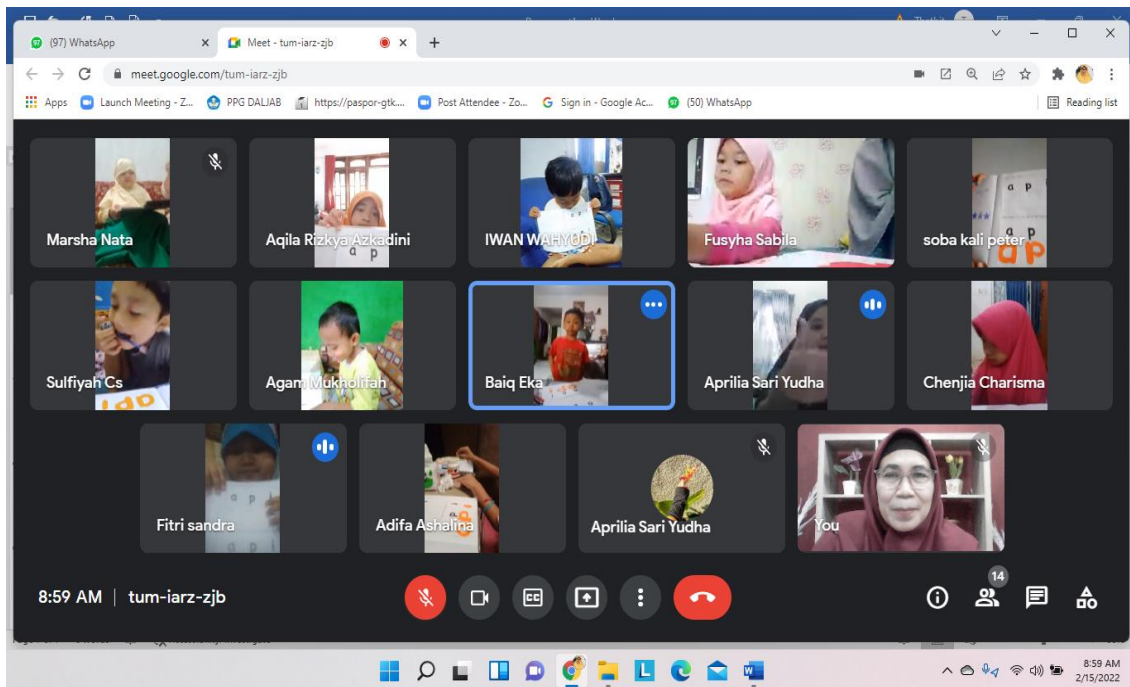 (97) WhatsApp
Meet - tum-iarz-zjb
meet.google.com/tum-iarz-zjb
Apps
Launch Meeting - Z...
PPG DALJAB
https://paspor-gtk....
Post Attendee - Zo...
Sign in - Google Ac...
(50) WhatsApp
Reading list
Marsha Nata
Aqila Rizkya Azkadini
a p
IWAN WAHYUDI
Fusyha Sabila
soba kali peter
a p
a p
ap
Sulfiyah Cs
api
Agam Mukholifah
Baiq Eka
Aprilia Sari Yudha
Chenjia Charisma
Fitri sandra
a p i
a p i
Adifa Ashalina
Aprilia Sari Yudha
You
8:59 AM | tum-iarz-zjb
CC
14
8:59 AM
2/15/2022